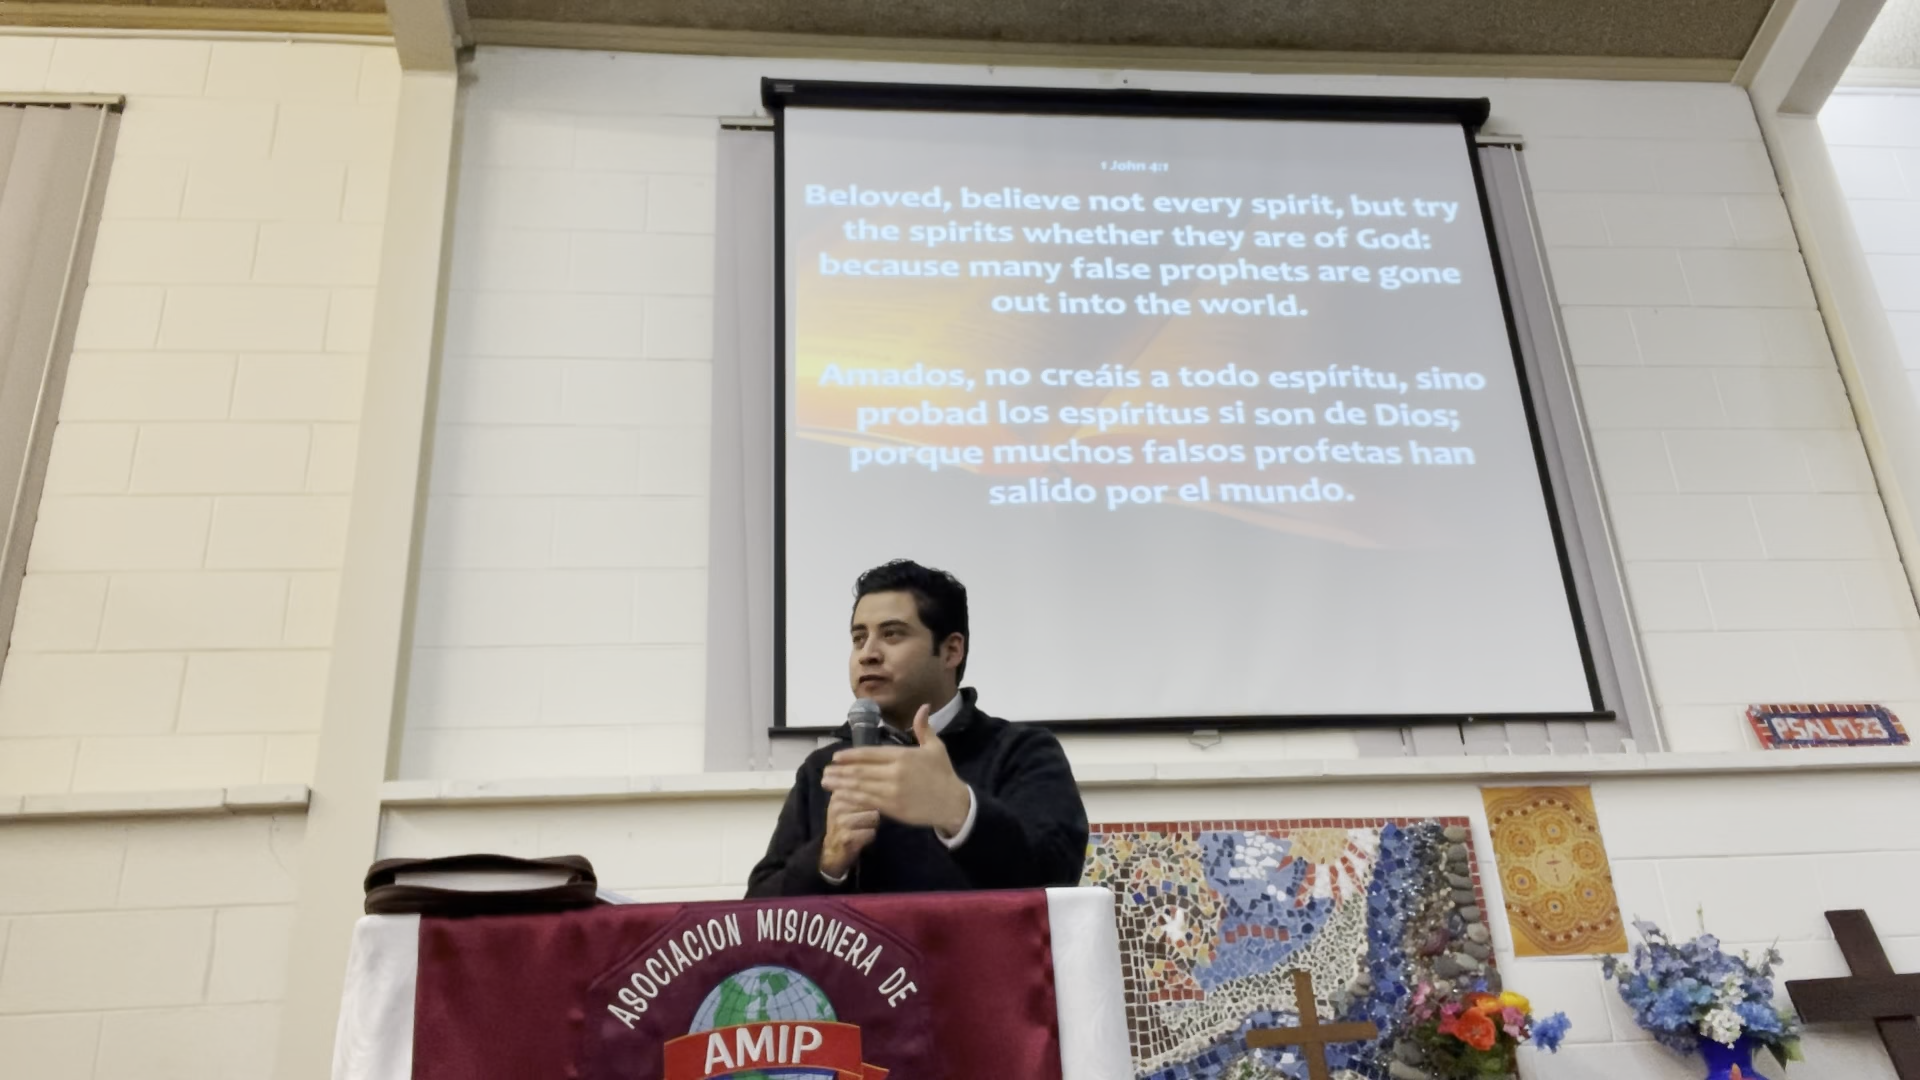 1 John 4:1
Beloved, believe not every spirit, but try
the spirits whether they are of God:
because many false prophets are gone
out into the world.
Amados, no creáis a todo espíritu, sino
probad los espíritus si son de Dios;
porque muchos falsos profetas han
salido por el mundo.
PSALM 23
ASOCIACION MISIONERA DE
AMIP